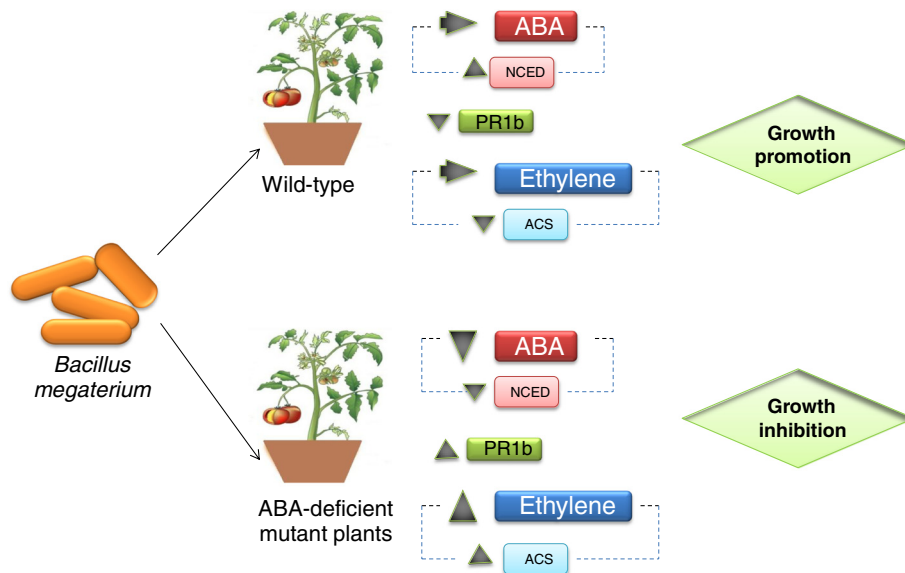 ABA
NCED
PR1b
Growth
promotion
Wild-type
Ethylene
ACS
Bacillus
megaterium
ABA
NCED
Growth
inhibition
PR1b
ABA-deficient
mutant plants
Ethylene
ACS